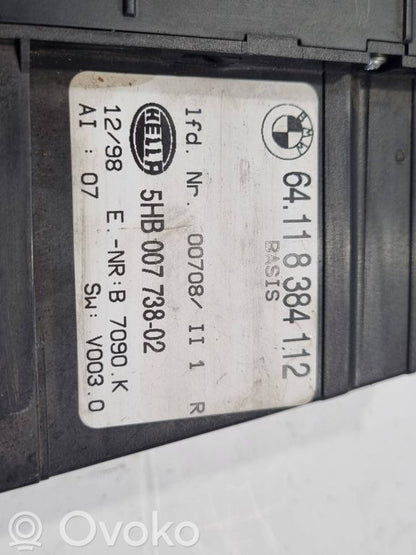 BMW
64.11 8 384 112
BASIS
lfd. Nr. 00708/ II 1 R
HELLA
5HB 007 738-02
12/98 E.-NR:B 7090.K
AI : 07 SW: V003.0
Ovoko